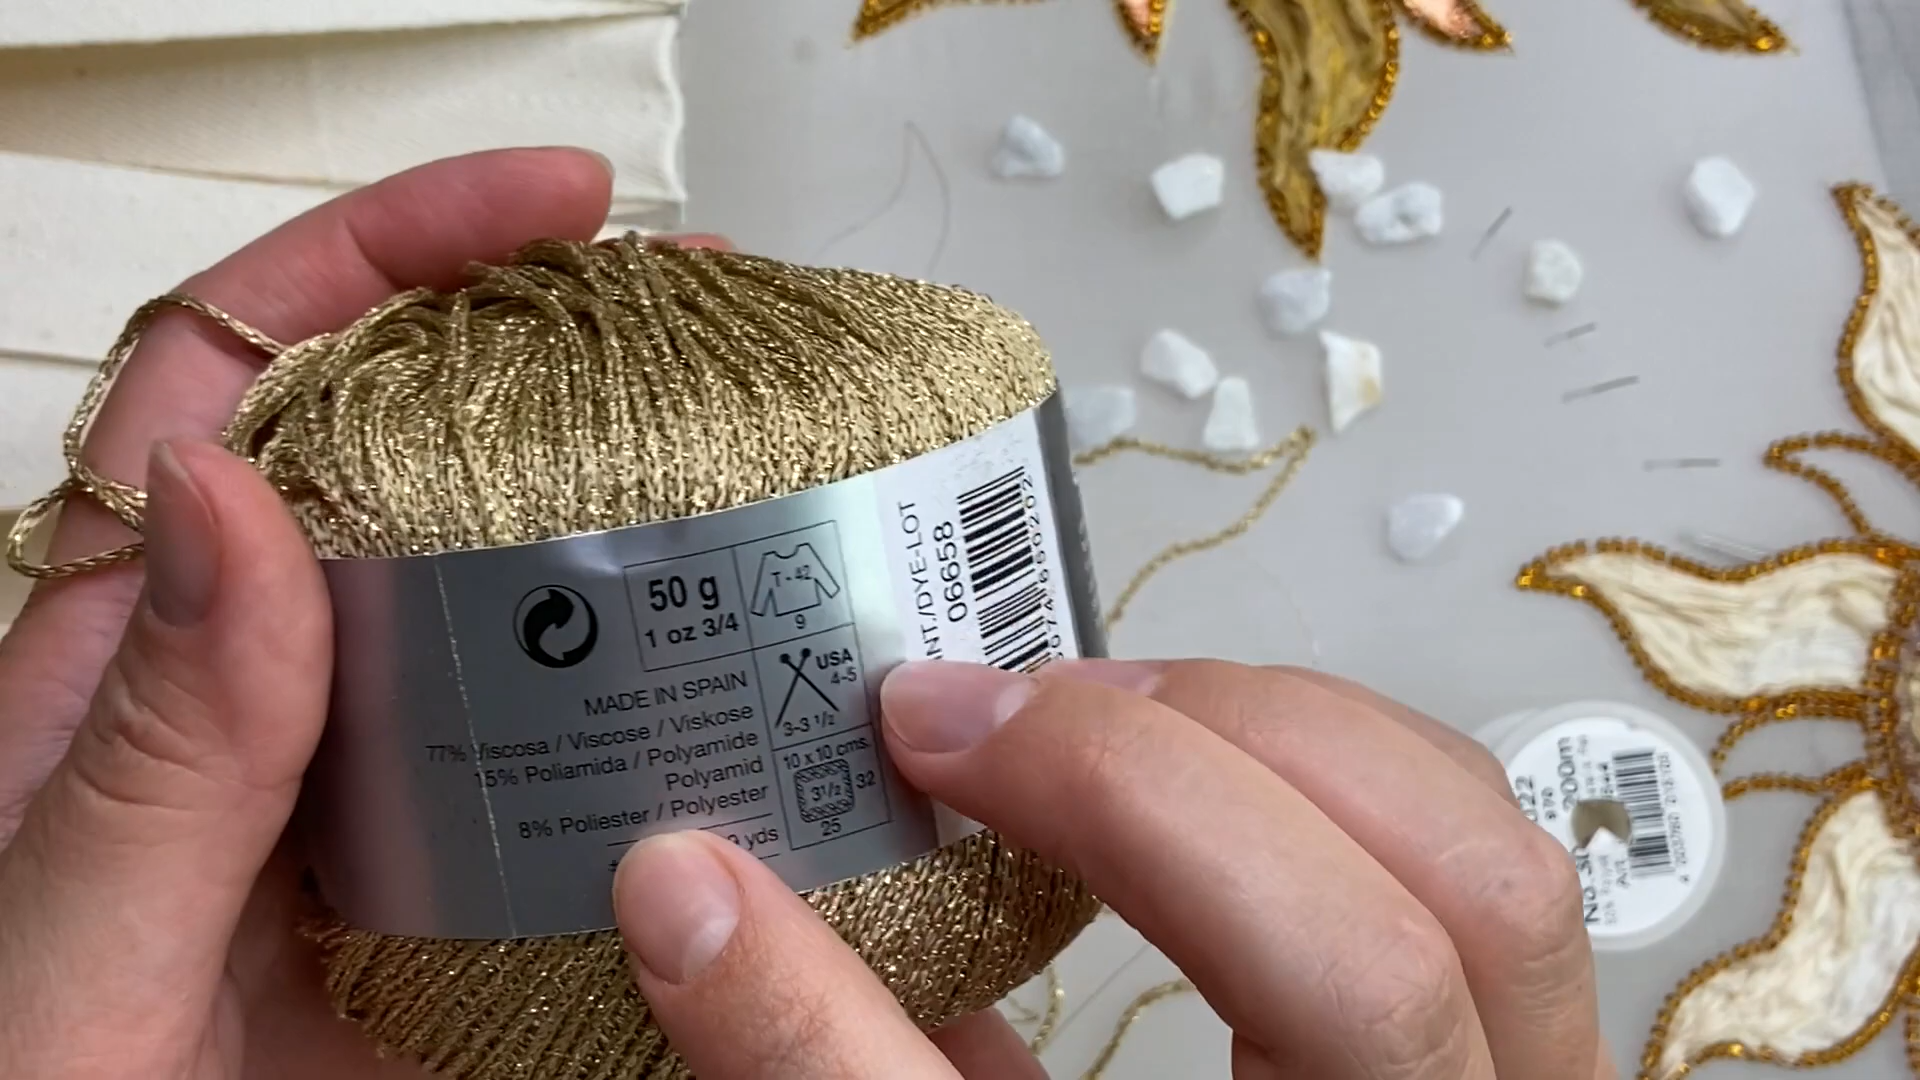 50 g
1 oz 3/4
T - 42
9
MADE IN SPAIN
77% Viscosa / Viscose / Viskose
15% Poliamida / Polyamide
Polyamid
8% Poliester / Polyester
yds
USA
4-5
3-3 1/2
10 x 10 cms.
3 1/2
32
25
INT./DYE-LOT
06658
200m